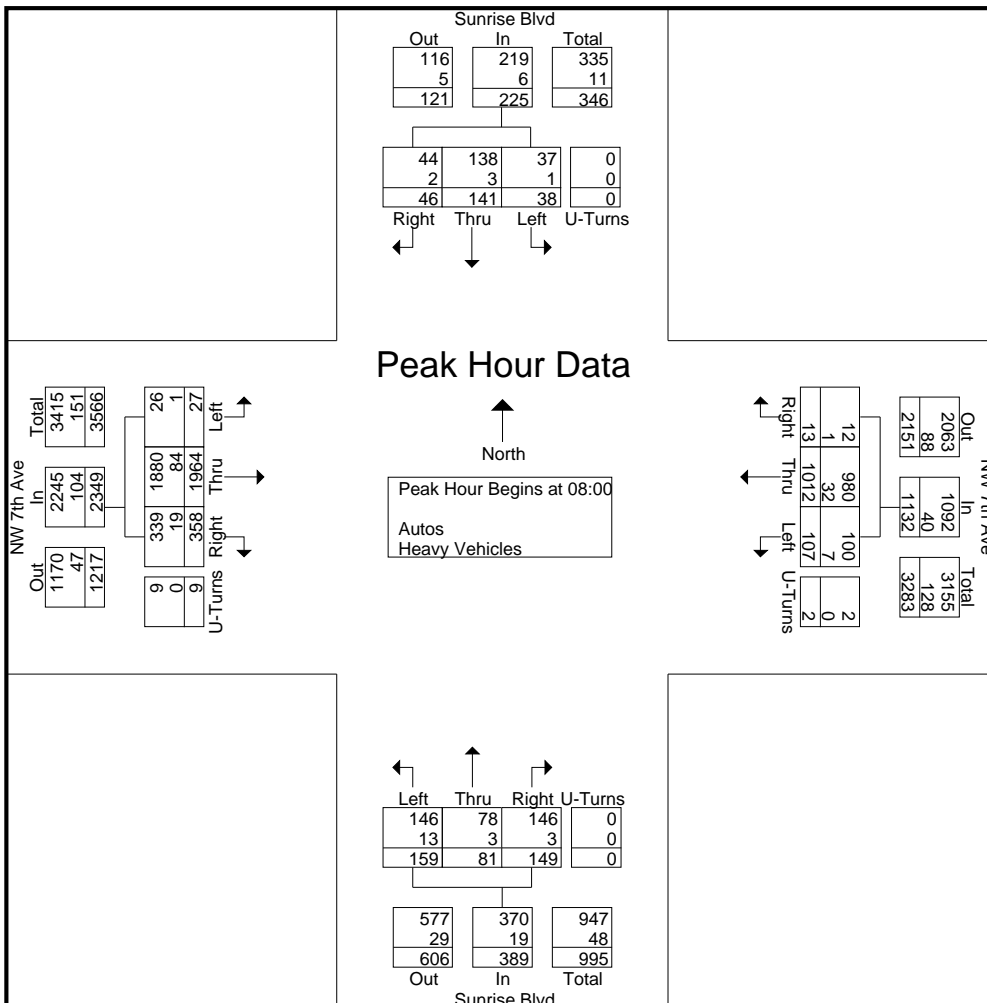 Sunrise Blvd
Out In Total
116 219 335
5 6 11
121 225 346
44 138 37 0
2 3 1 0
46 141 38 0
Right Thru Left U-Turns
Peak Hour Data
North
Peak Hour Begins at 08:00
Autos
Heavy Vehicles
NW 7th Ave
Out In Total
1170 2245 3415
47 104 151
1217 2349 3566
9 339 1880 26
0 19 84 1
9 358 1964 27
U-Turns Right Thru Left
NW 7th Ave
Out In Total
2063 1092 3155
88 40 128
2151 1132 3283
12 980 100 2
1 32 7 0
13 1012 107 2
Right Thru Left U-Turns
Left Thru Right U-Turns
146 78 146 0
13 3 3 0
159 81 149 0
577 370 947
29 19 48
606 389 995
Out In Total
Sunrise Blvd